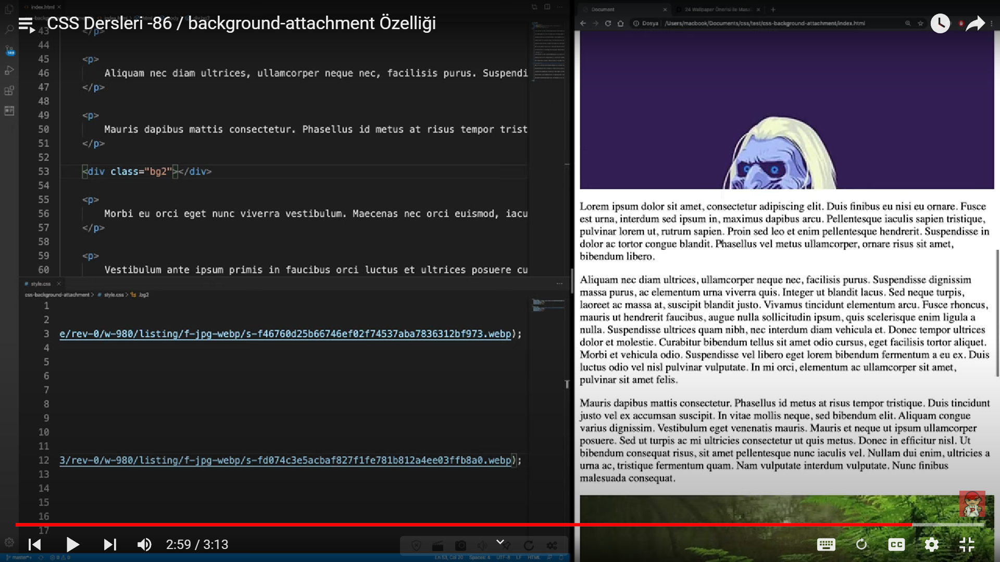 index.html
CSS Dersleri -86 / background-attachment Özelliği
43 </p>
44
45 <p>
46 Aliquam nec diam ultrices, ullamcorper neque nec, facilisis purus. Suspendi
47 </p>
48
49 <p>
50 Mauris dapibus mattis consectetur. Phasellus id metus at risus tempor trist
51 </p>
52
53 <div class="bg2"></div>
54
55 <p>
56 Morbi eu orci eget nunc viverra vestibulum. Maecenas nec orci euismod, iacu
57 </p>
58
59 <p>
60 Vestibulum ante ipsum primis in faucibus orci luctus et ultrices posuere cu
# style.css
css-background-attachment > # style.css > .bg2
1
2
3 e/rev-0/w-980/listing/f-jpg-webp/s-f46760d25b66746ef02f74537aba7836312bf973.webp);
4
5
6
7
8
9
10
11
12 3/rev-0/w-980/listing/f-jpg-webp/s-fd074c3e5acbaf827f1fe781b812a4ee03ffb8a0.webp);
13
14
15
16
17
Document
24 Wallpaper Önerisi ile Masa
Dosya | /Users/macbook/Documents/css/test/css-background-attachment/index.html
Lorem ipsum dolor sit amet, consectetur adipiscing elit. Duis finibus eu nisi eu ornare. Fusce
est urna, interdum sed ipsum in, maximus dapibus arcu. Pellentesque iaculis sapien tristique,
pulvinar lorem ut, rutrum sapien. Proin sed leo et enim pellentesque hendrerit. Suspendisse in
dolor ac tortor congue blandit. Phasellus vel metus ullamcorper, ornare risus sit amet,
bibendum libero.
Aliquam nec diam ultrices, ullamcorper neque nec, facilisis purus. Suspendisse dignissim
massa purus, ac elementum urna viverra quis. Integer ut blandit lacus. Sed neque turpis,
laoreet ac massa at, suscipit blandit justo. Vivamus tincidunt elementum arcu. Fusce rhoncus,
mauris ut hendrerit faucibus, augue nulla sollicitudin ipsum, quis scelerisque enim ligula a
nulla. Suspendisse ultrices quam nibh, nec interdum diam vehicula et. Donec tempor ultrices
dolor et molestie. Curabitur bibendum tellus sit amet odio cursus, eget facilisis tortor aliquet.
Morbi et vehicula odio. Suspendisse vel libero eget lorem bibendum fermentum a eu ex. Duis
luctus odio vel nisl pulvinar vulputate. In mi orci, elementum ac ullamcorper sit amet,
pulvinar sit amet felis.
Mauris dapibus mattis consectetur. Phasellus id metus at risus tempor tristique. Duis tincidunt
justo vel ex accumsan suscipit. In vitae mollis neque, sed bibendum elit. Aliquam congue
varius dignissim. Vestibulum eget venenatis mauris. Mauris et neque ut ipsum ullamcorper
posuere. Sed ut turpis ac mi ultricies consectetur ut quis metus. Donec in efficitur nisl. Ut
bibendum consequat risus, sit amet pellentesque nunc iaculis vel. Nullam dui enim, ultricies a
urna ac, tristique fermentum quam. Nam vulputate interdum vulputate. Nunc finibus
malesuada consequat.
2:59 / 3:13
CC
master*+ 0 0 Ln 53, Col 20 Spaces: 4 UTF-8 LF HTML